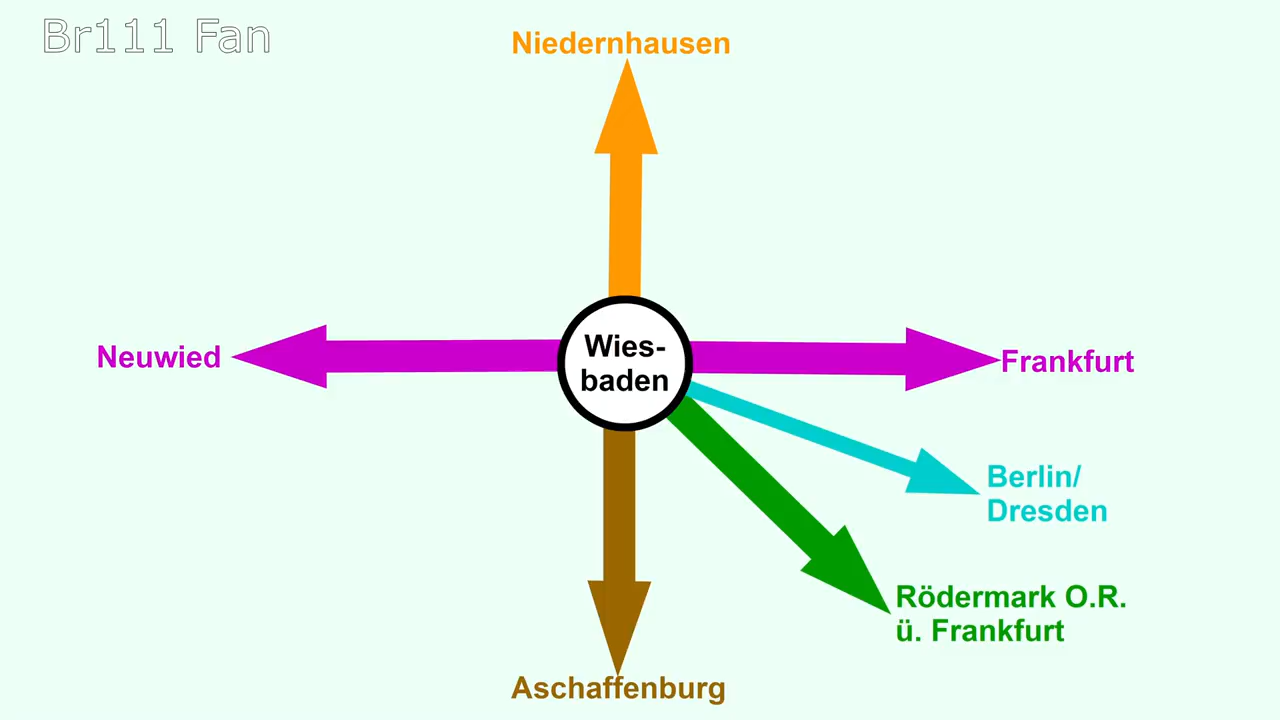 Br111 Fan
Niedernhausen
Wies-
baden
Neuwied
Frankfurt
Berlin/
Dresden
Rödermark O.R.
ü. Frankfurt
Aschaffenburg